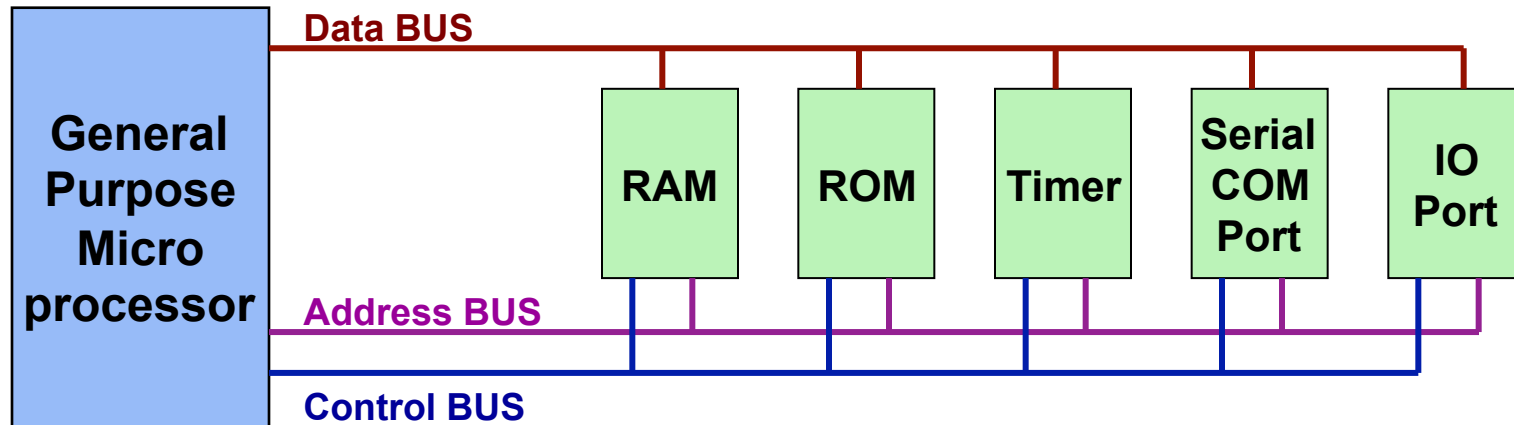 Data BUS
General
Purpose
Micro
processor
RAM
ROM
Timer
Serial
COM
Port
IO
Port
Address BUS
Control BUS